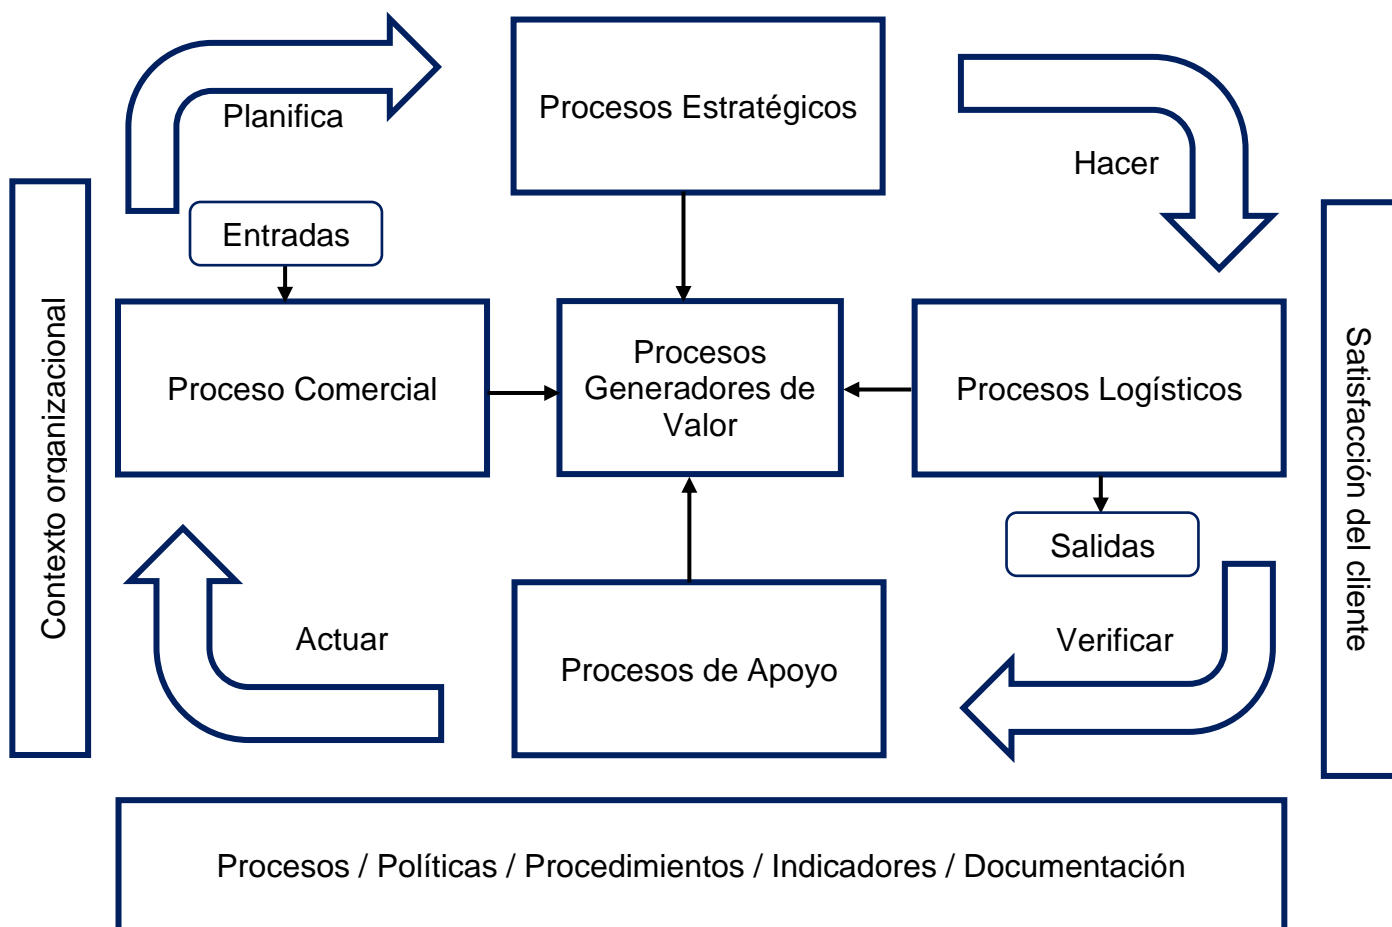 Planifica
Procesos Estratégicos
Hacer
Entradas
Contexto organizacional
Proceso Comercial
Procesos
Generadores de
Valor
Procesos Logísticos
Satisfacción del cliente
Salidas
Actuar
Procesos de Apoyo
Verificar
Procesos / Políticas / Procedimientos / Indicadores / Documentación